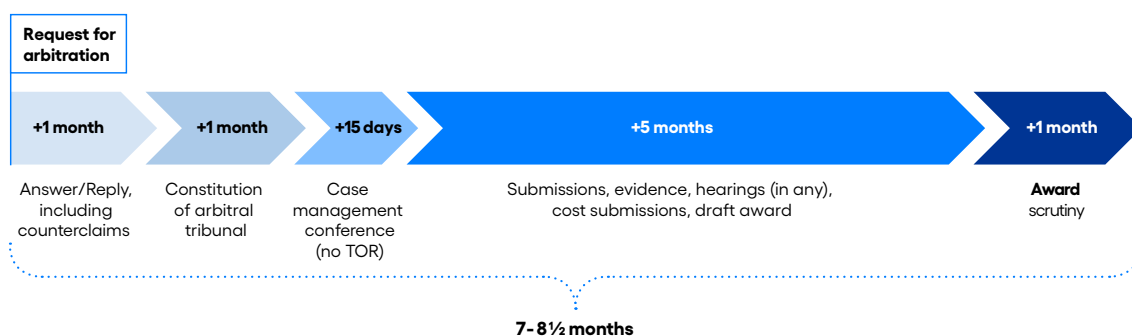 Request for
arbitration
+1 month
+1 month
+15 days
+5 months
+1 month
Answer/Reply,
including
counterclaims
Constitution
of arbitral
tribunal
Case
management
conference
(no TOR)
Submissions, evidence, hearings (in any),
cost submissions, draft award
Award
scrutiny
7-8½ months